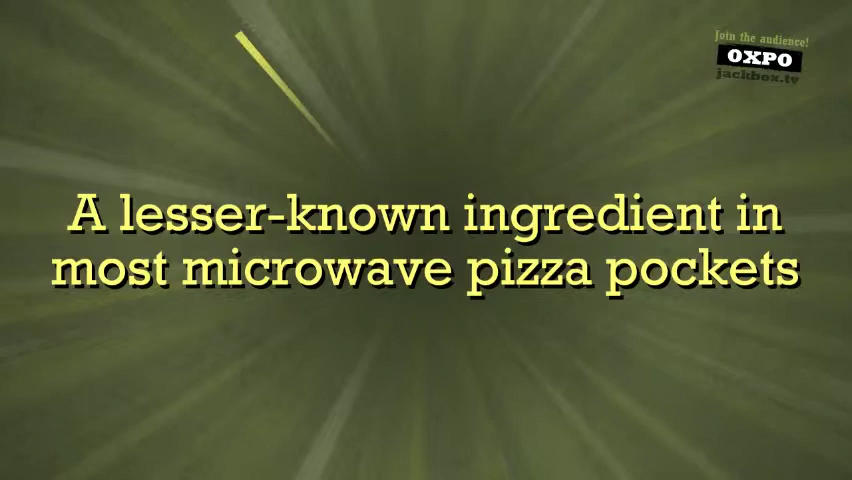 Join the audience!
OXPO
jackbox.tv
A lesser-known ingredient in
most microwave pizza pockets